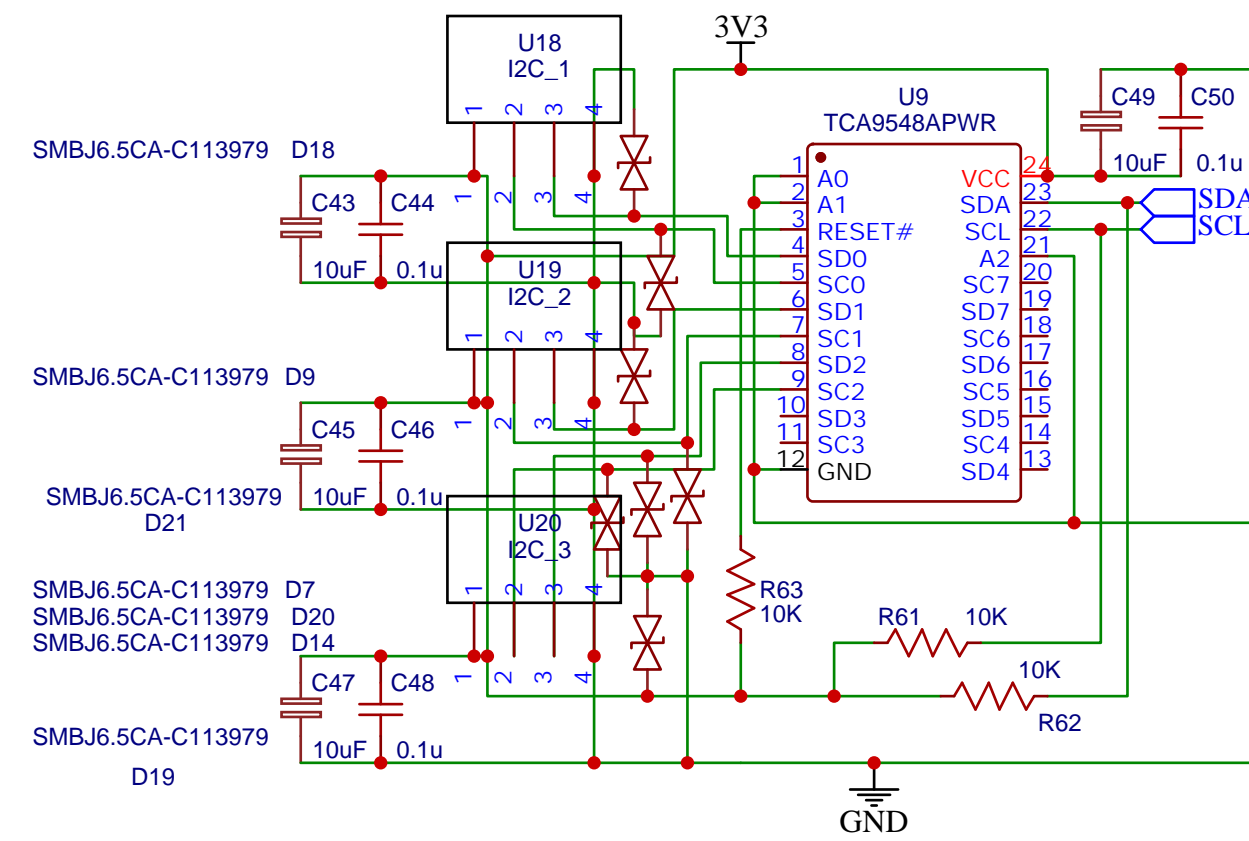 3V3
U18
I2C_1
1 2 3 4
SMBJ6.5CA-C113979 D18
1 2 3 4
C43 C44
10uF 0.1u
U19
I2C_2
1 2 3 4
SMBJ6.5CA-C113979 D9
1 2 3 4
C45 C46
10uF 0.1u
SMBJ6.5CA-C113979
D21
U20
I2C_3
1 2 3 4
SMBJ6.5CA-C113979 D7
SMBJ6.5CA-C113979 D20
SMBJ6.5CA-C113979 D14
1 2 3 4
C47 C48
10uF 0.1u
SMBJ6.5CA-C113979
D19
U9
TCA9548APWR
1 A0 VCC 24
2 A1 SDA 23
3 RESET# SCL 22
4 SD0 A2 21
5 SC0 SC7 20
6 SD1 SD7 19
7 SC1 SC6 18
8 SD2 SD6 17
9 SC2 SC5 16
10 SD3 SD5 15
11 SC3 SC4 14
12 GND SD4 13
C49 C50
10uF 0.1u
SDA
SCL
R63
10K
R61 10K
10K
R62
GND